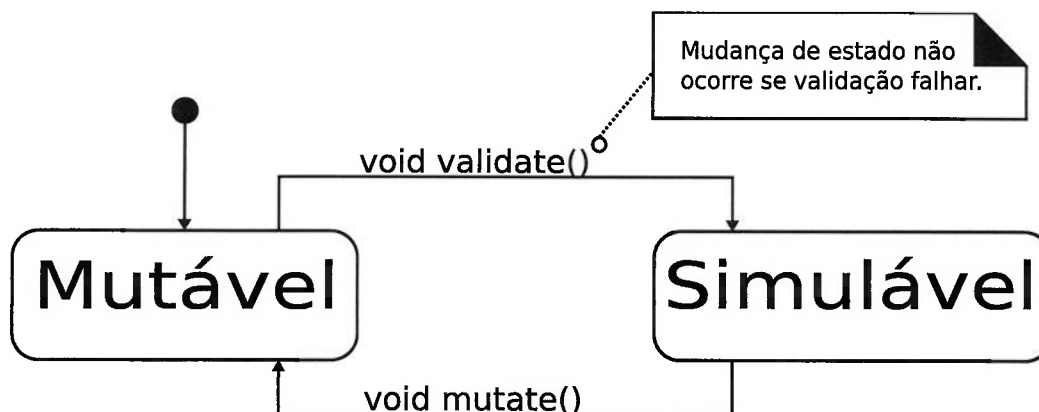 Mudança de estado não
ocorre se validação falhar.
void validate()
Mutável
Simulável
void mutate()